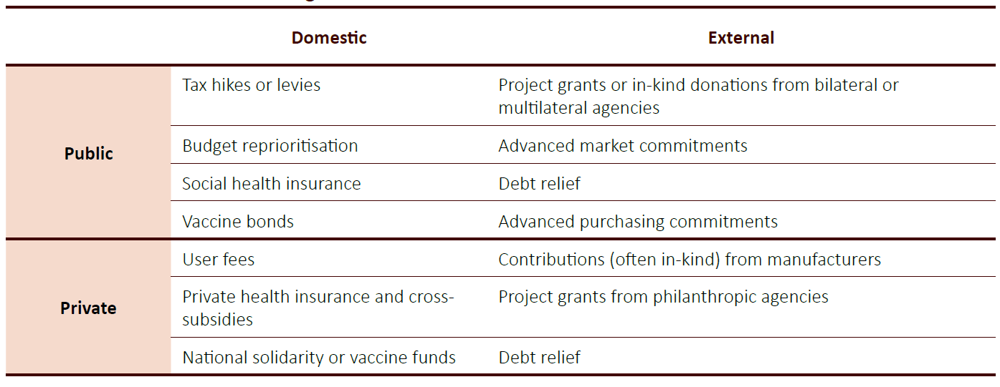 Domestic External
Tax hikes or levies Project grants or in-kind donations from bilateral or
multilateral agencies
Public
Budget reprioritisation Advanced market commitments
Social health insurance Debt relief
Vaccine bonds Advanced purchasing commitments
User fees Contributions (often in-kind) from manufacturers
Private
Private health insurance and cross- Project grants from philanthropic agencies
subsidies
National solidarity or vaccine funds Debt relief